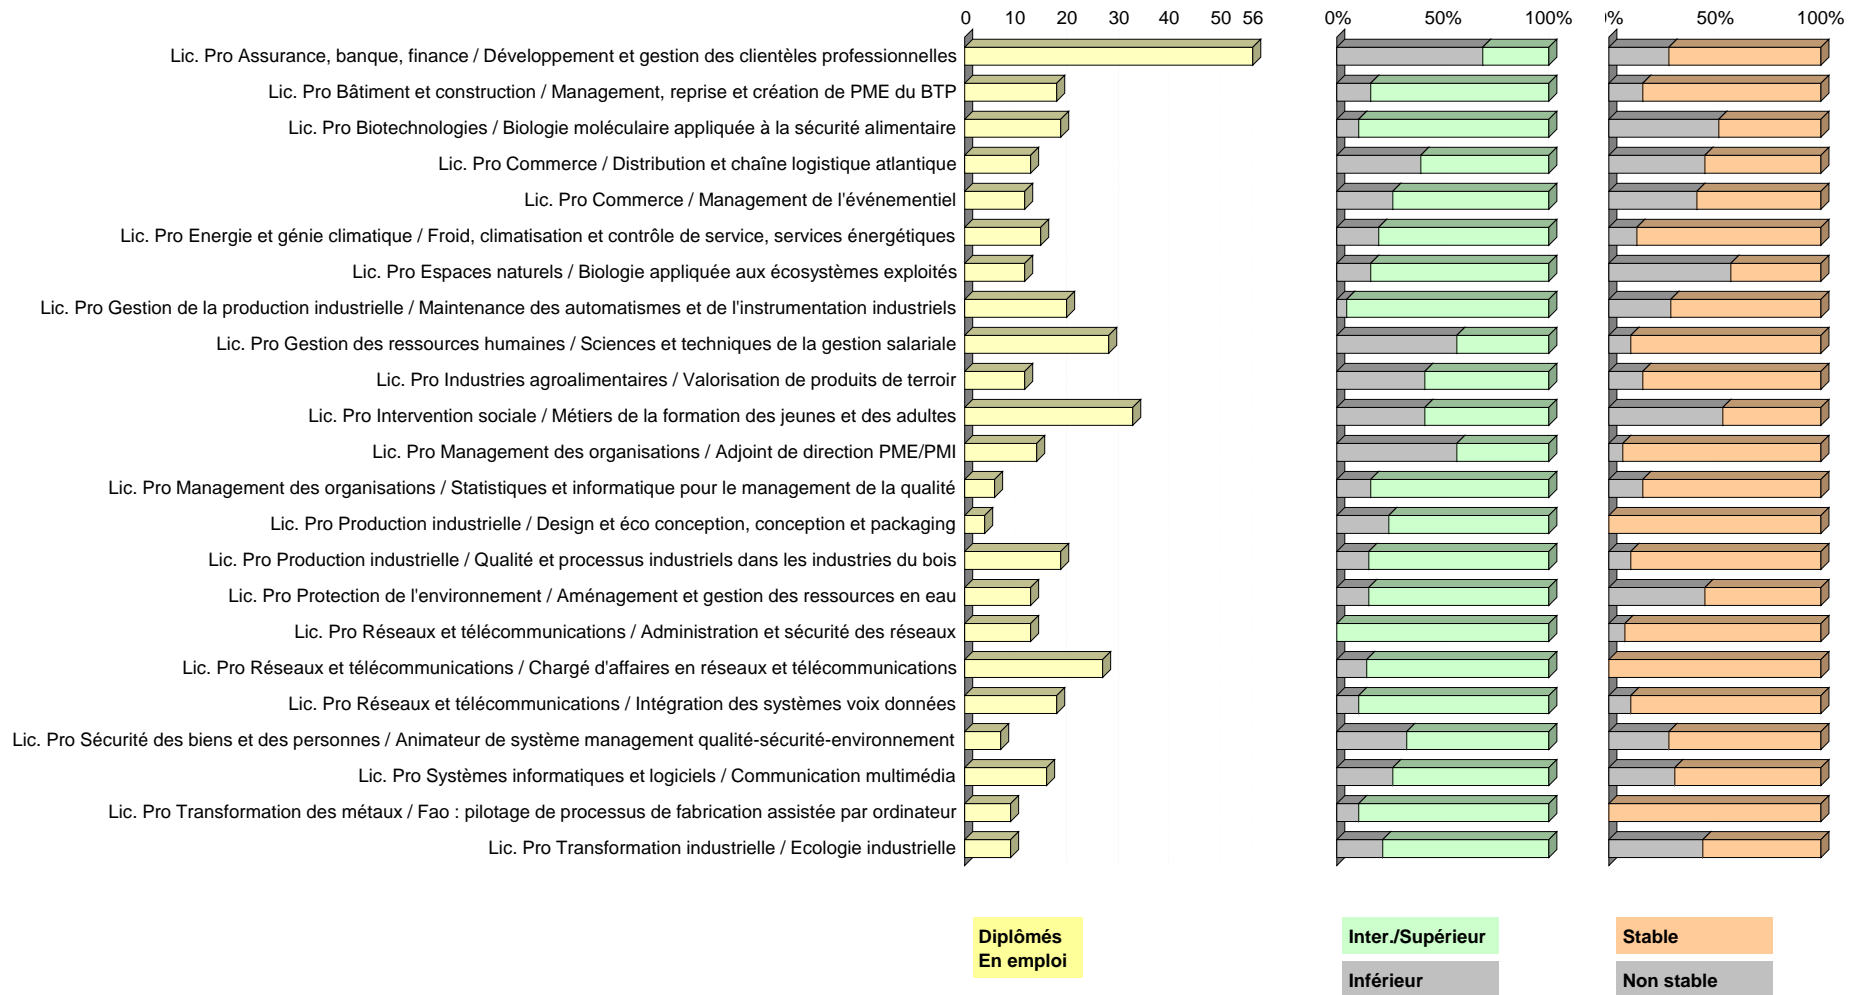 0 10 20 30 40 50 56 0% 50% 100% 0% 50% 100%
Lic. Pro Assurance, banque, finance / Développement et gestion des clientèles professionnelles
Lic. Pro Bâtiment et construction / Management, reprise et création de PME du BTP
Lic. Pro Biotechnologies / Biologie moléculaire appliquée à la sécurité alimentaire
Lic. Pro Commerce / Distribution et chaîne logistique atlantique
Lic. Pro Commerce / Management de l'événementiel
Lic. Pro Energie et génie climatique / Froid, climatisation et contrôle de service, services énergétiques
Lic. Pro Espaces naturels / Biologie appliquée aux écosystèmes exploités
Lic. Pro Gestion de la production industrielle / Maintenance des automatismes et de l'instrumentation industriels
Lic. Pro Gestion des ressources humaines / Sciences et techniques de la gestion salariale
Lic. Pro Industries agroalimentaires / Valorisation de produits de terroir
Lic. Pro Intervention sociale / Métiers de la formation des jeunes et des adultes
Lic. Pro Management des organisations / Adjoint de direction PME/PMI
Lic. Pro Management des organisations / Statistiques et informatique pour le management de la qualité
Lic. Pro Production industrielle / Design et éco conception, conception et packaging
Lic. Pro Production industrielle / Qualité et processus industriels dans les industries du bois
Lic. Pro Protection de l'environnement / Aménagement et gestion des ressources en eau
Lic. Pro Réseaux et télécommunications / Administration et sécurité des réseaux
Lic. Pro Réseaux et télécommunications / Chargé d'affaires en réseaux et télécommunications
Lic. Pro Réseaux et télécommunications / Intégration des systèmes voix données
Lic. Pro Sécurité des biens et des personnes / Animateur de système management qualité-sécurité-environnement
Lic. Pro Systèmes informatiques et logiciels / Communication multimédia
Lic. Pro Transformation des métaux / Fao : pilotage de processus de fabrication assistée par ordinateur
Lic. Pro Transformation industrielle / Ecologie industrielle
Diplômés
En emploi
Inter./Supérieur
Inférieur
Stable
Non stable